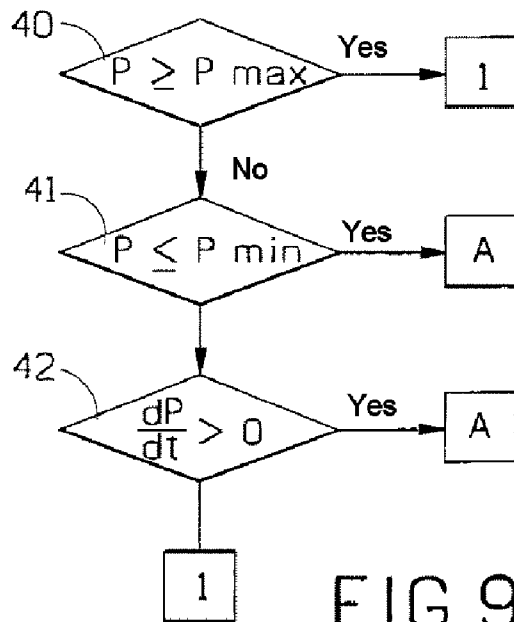 40
P ≥ P max
Yes
1
No
41
P ≤ P min
Yes
A
42
dP/dt > 0
Yes
A
1
FIG.9